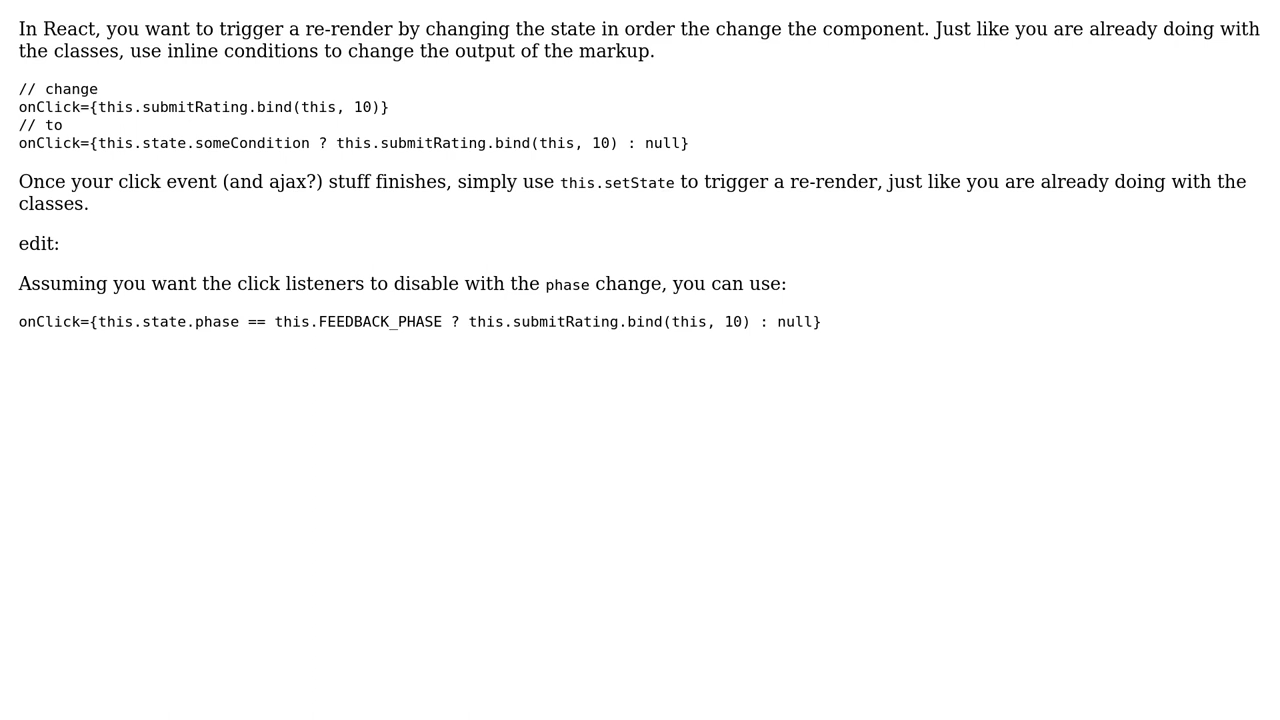 In React, you want to trigger a re-render by changing the state in order the change the component. Just like you are already doing with
the classes, use inline conditions to change the output of the markup.
// change
onClick={this.submitRating.bind(this, 10)}
// to
onClick={this.state.someCondition ? this.submitRating.bind(this, 10) : null}
Once your click event (and ajax?) stuff finishes, simply use this.setState to trigger a re-render, just like you are already doing with the
classes.
edit:
Assuming you want the click listeners to disable with the phase change, you can use:
onClick={this.state.phase == this.FEEDBACK_PHASE ? this.submitRating.bind(this, 10) : null}